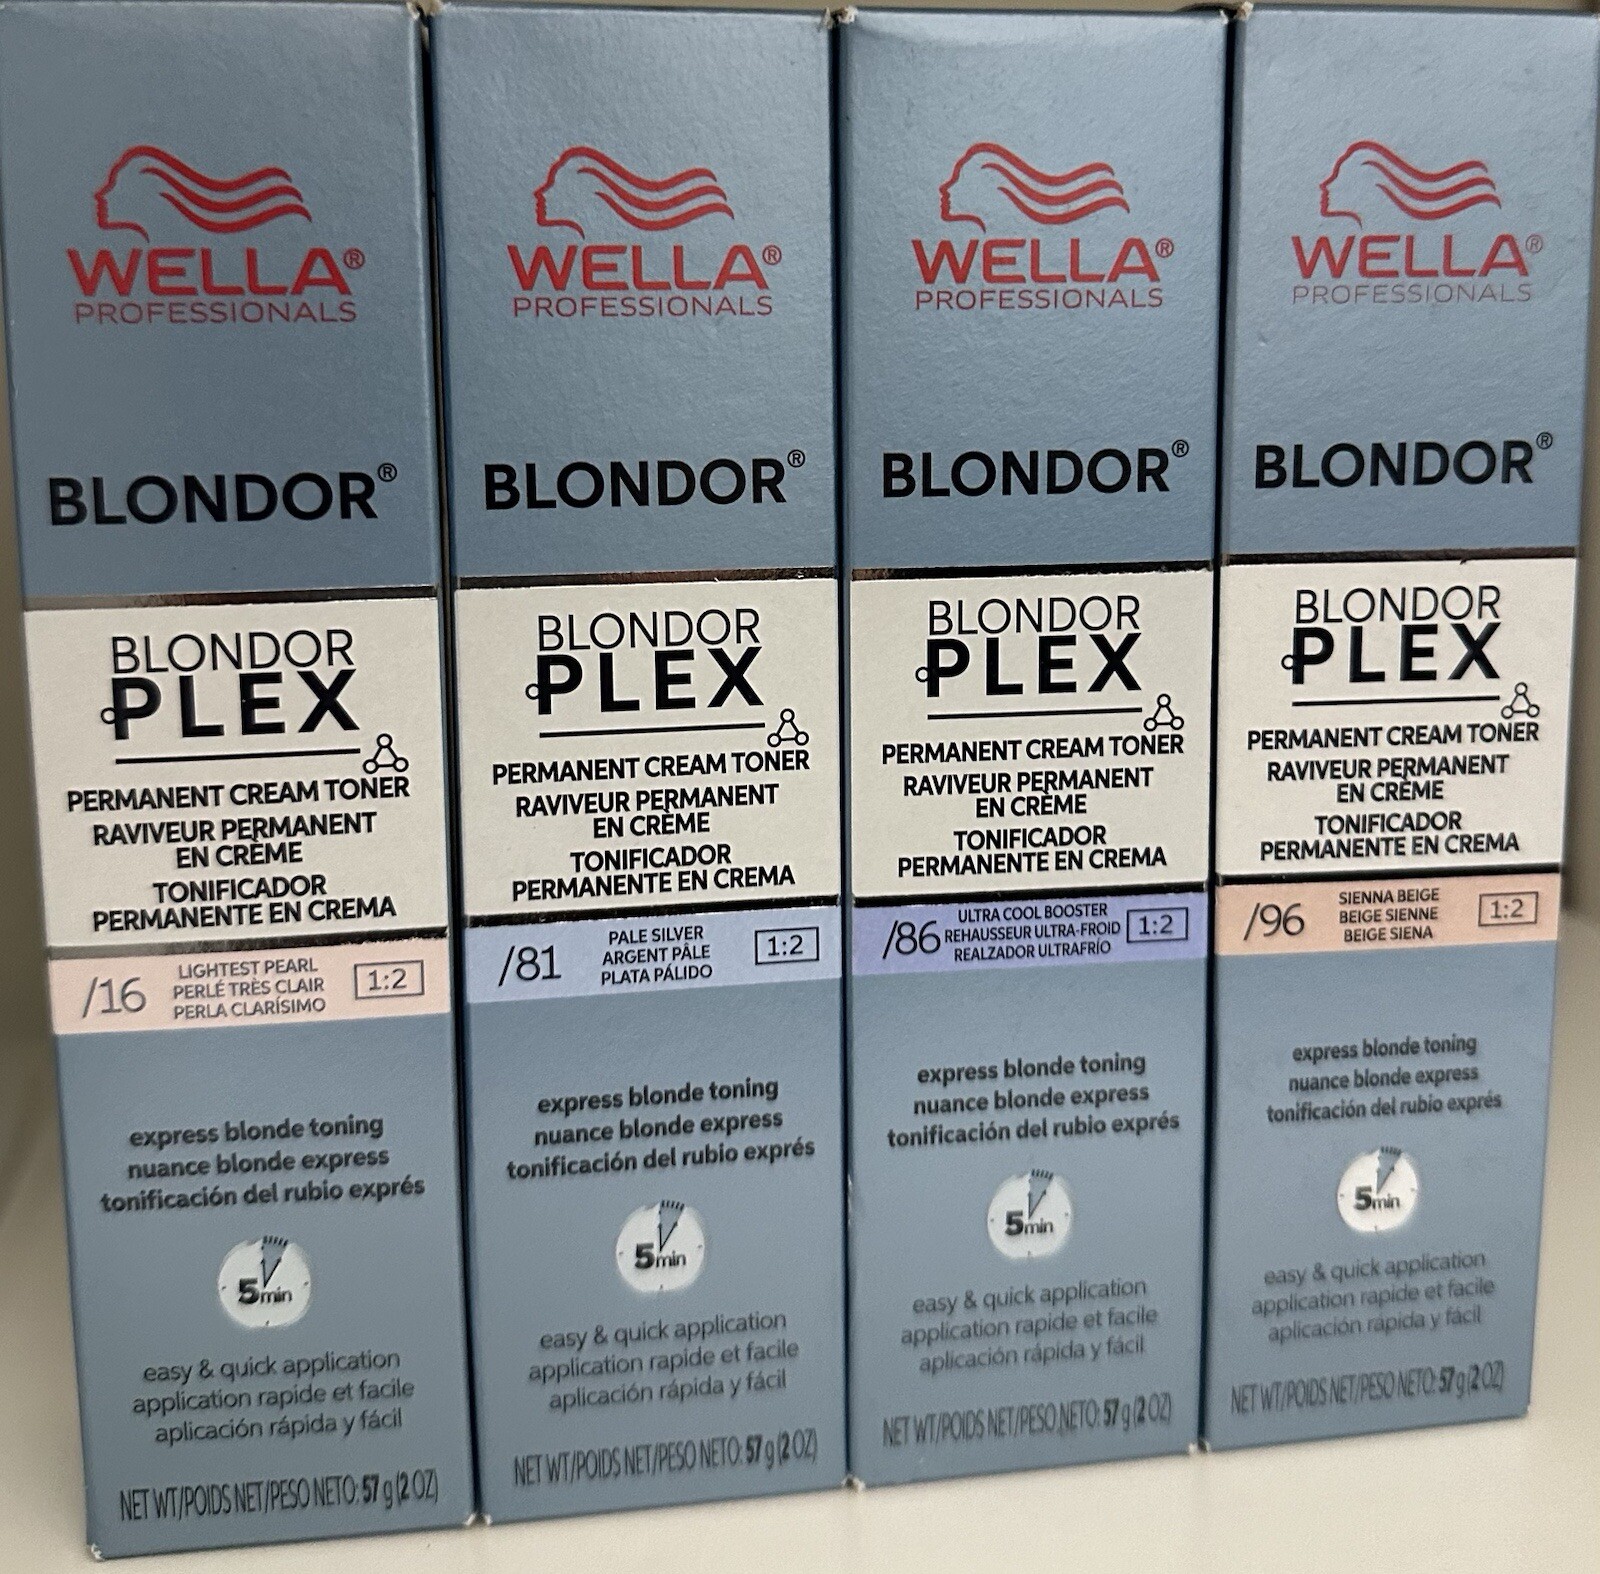 WELLA®
PROFESSIONALS
BLONDOR®
BLONDOR
PLEX
PERMANENT CREAM TONER
RAVIVEUR PERMANENT
EN CRÈME
TONIFICADOR
PERMANENTE EN CREMA
/16
LIGHTEST PEARL
PERLÉ TRÈS CLAIR
PERLA CLARÍSIMO
1:2
express blonde toning
nuance blonde express
tonificación del rubio exprés
5min
easy & quick application
application rapide et facile
aplicación rápida y fácil
NET WT/POIDS NET/PESO NETO: 57 g (2 OZ)
WELLA®
PROFESSIONALS
BLONDOR®
BLONDOR
PLEX
PERMANENT CREAM TONER
RAVIVEUR PERMANENT
EN CRÈME
TONIFICADOR
PERMANENTE EN CREMA
/81
PALE SILVER
ARGENT PÂLE
PLATA PÁLIDO
1:2
express blonde toning
nuance blonde express
tonificación del rubio exprés
5min
easy & quick application
application rapide et facile
aplicación rápida y fácil
NET WT/POIDS NET/PESO NETO: 57 g (2 OZ)
WELLA®
PROFESSIONALS
BLONDOR®
BLONDOR
PLEX
PERMANENT CREAM TONER
RAVIVEUR PERMANENT
EN CRÈME
TONIFICADOR
PERMANENTE EN CREMA
/86
ULTRA COOL BOOSTER
REHAUSSEUR ULTRA-FROID
REALZADOR ULTRAFRÍO
1:2
express blonde toning
nuance blonde express
tonificación del rubio exprés
5min
easy & quick application
application rapide et facile
aplicación rápida y fácil
NET WT/POIDS NET/PESO NETO: 57 g (2 OZ)
WELLA®
PROFESSIONALS
BLONDOR®
BLONDOR
PLEX
PERMANENT CREAM TONER
RAVIVEUR PERMANENT
EN CRÈME
TONIFICADOR
PERMANENTE EN CREMA
/96
SIENNA BEIGE
BEIGE SIENNE
BEIGE SIENA
1:2
express blonde toning
nuance blonde express
tonificación del rubio exprés
5min
easy & quick application
application rapide et facile
aplicación rápida y fácil
NET WT/POIDS NET/PESO NETO: 57 g (2 OZ)